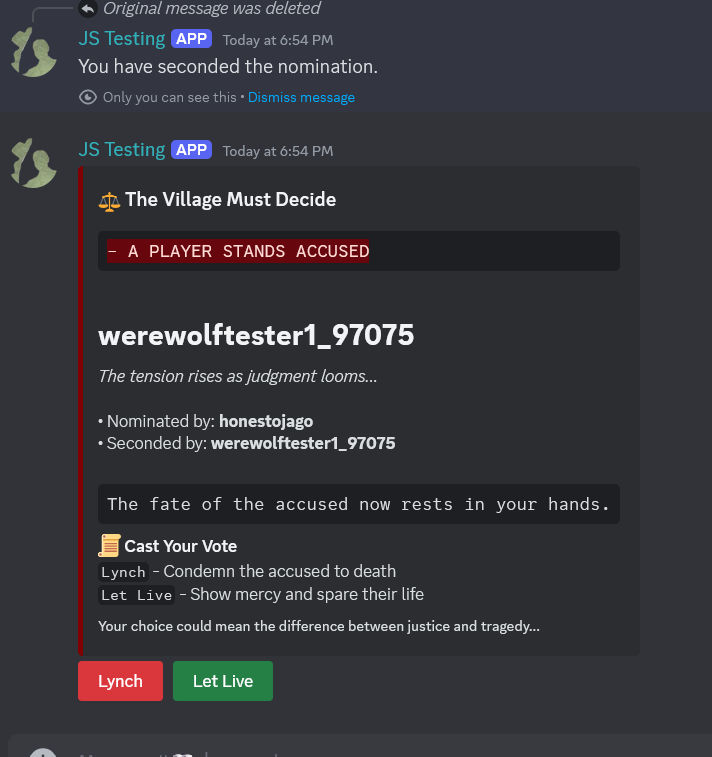 Original message was deleted
JS Testing APP Today at 6:54 PM
You have seconded the nomination.
Only you can see this • Dismiss message
JS Testing APP Today at 6:54 PM
⚖️ The Village Must Decide
- A PLAYER STANDS ACCUSED
werewolftester1_97075
The tension rises as judgment looms...
• Nominated by: honestojago
• Seconded by: werewolftester1_97075
The fate of the accused now rests in your hands.
📜 Cast Your Vote
Lynch - Condemn the accused to death
Let Live - Show mercy and spare their life
Your choice could mean the difference between justice and tragedy...
Lynch Let Live